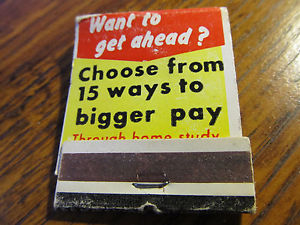 Want to
get ahead?
Choose from
15 ways to
bigger pay
Through home study